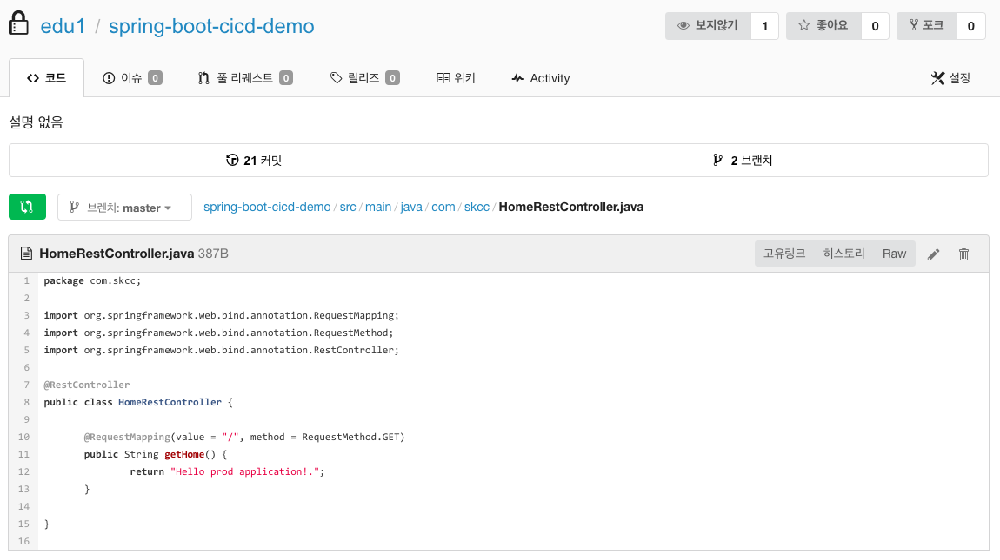 edu1 / spring-boot-cicd-demo
보지않기 1 좋아요 0 포크 0
코드 이슈 0 풀 리퀘스트 0 릴리즈 0 위키 Activity 설정
설명 없음
21 커밋 2 브랜치
브렌치: master spring-boot-cicd-demo / src / main / java / com / skcc / HomeRestController.java
HomeRestController.java 387B 고유링크 히스토리 Raw
1 package com.skcc;
2
3 import org.springframework.web.bind.annotation.RequestMapping;
4 import org.springframework.web.bind.annotation.RequestMethod;
5 import org.springframework.web.bind.annotation.RestController;
6
7 @RestController
8 public class HomeRestController {
9
10 @RequestMapping(value = "/", method = RequestMethod.GET)
11 public String getHome() {
12 return "Hello prod application!.";
13 }
14
15 }
16